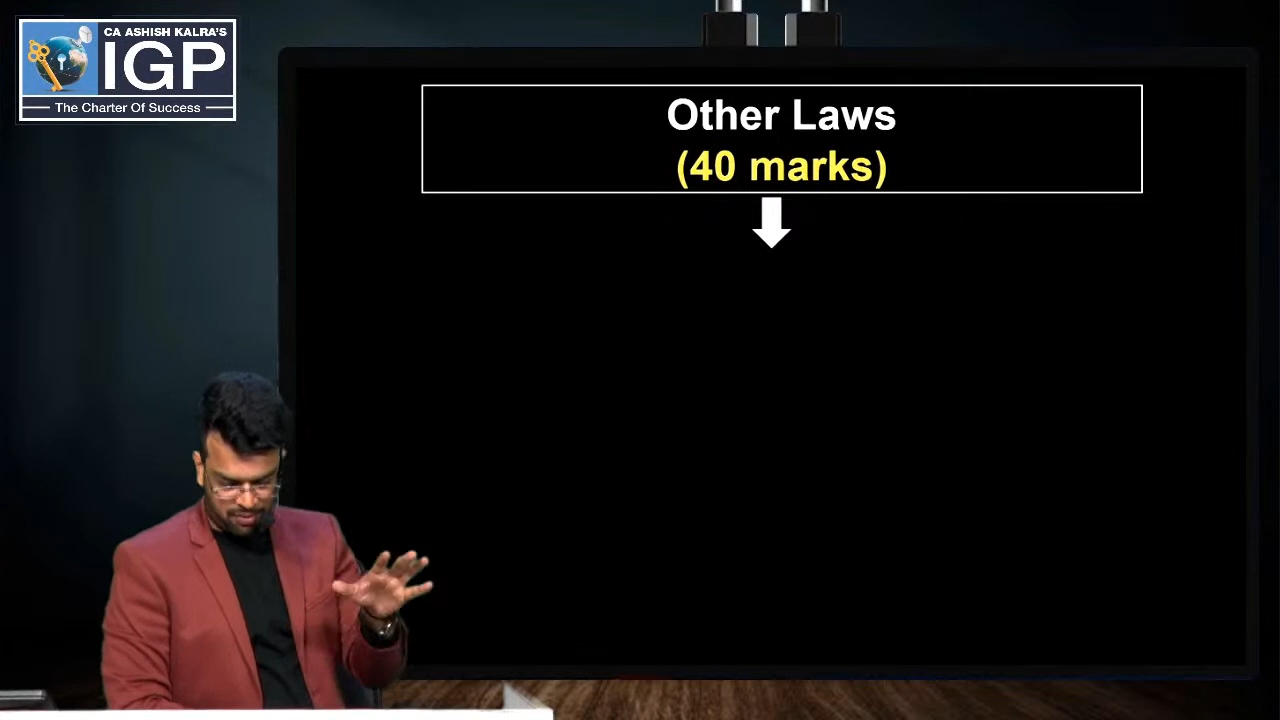 CA ASHISH KALRA'S
IGP
The Charter Of Success
Other Laws
(40 marks)